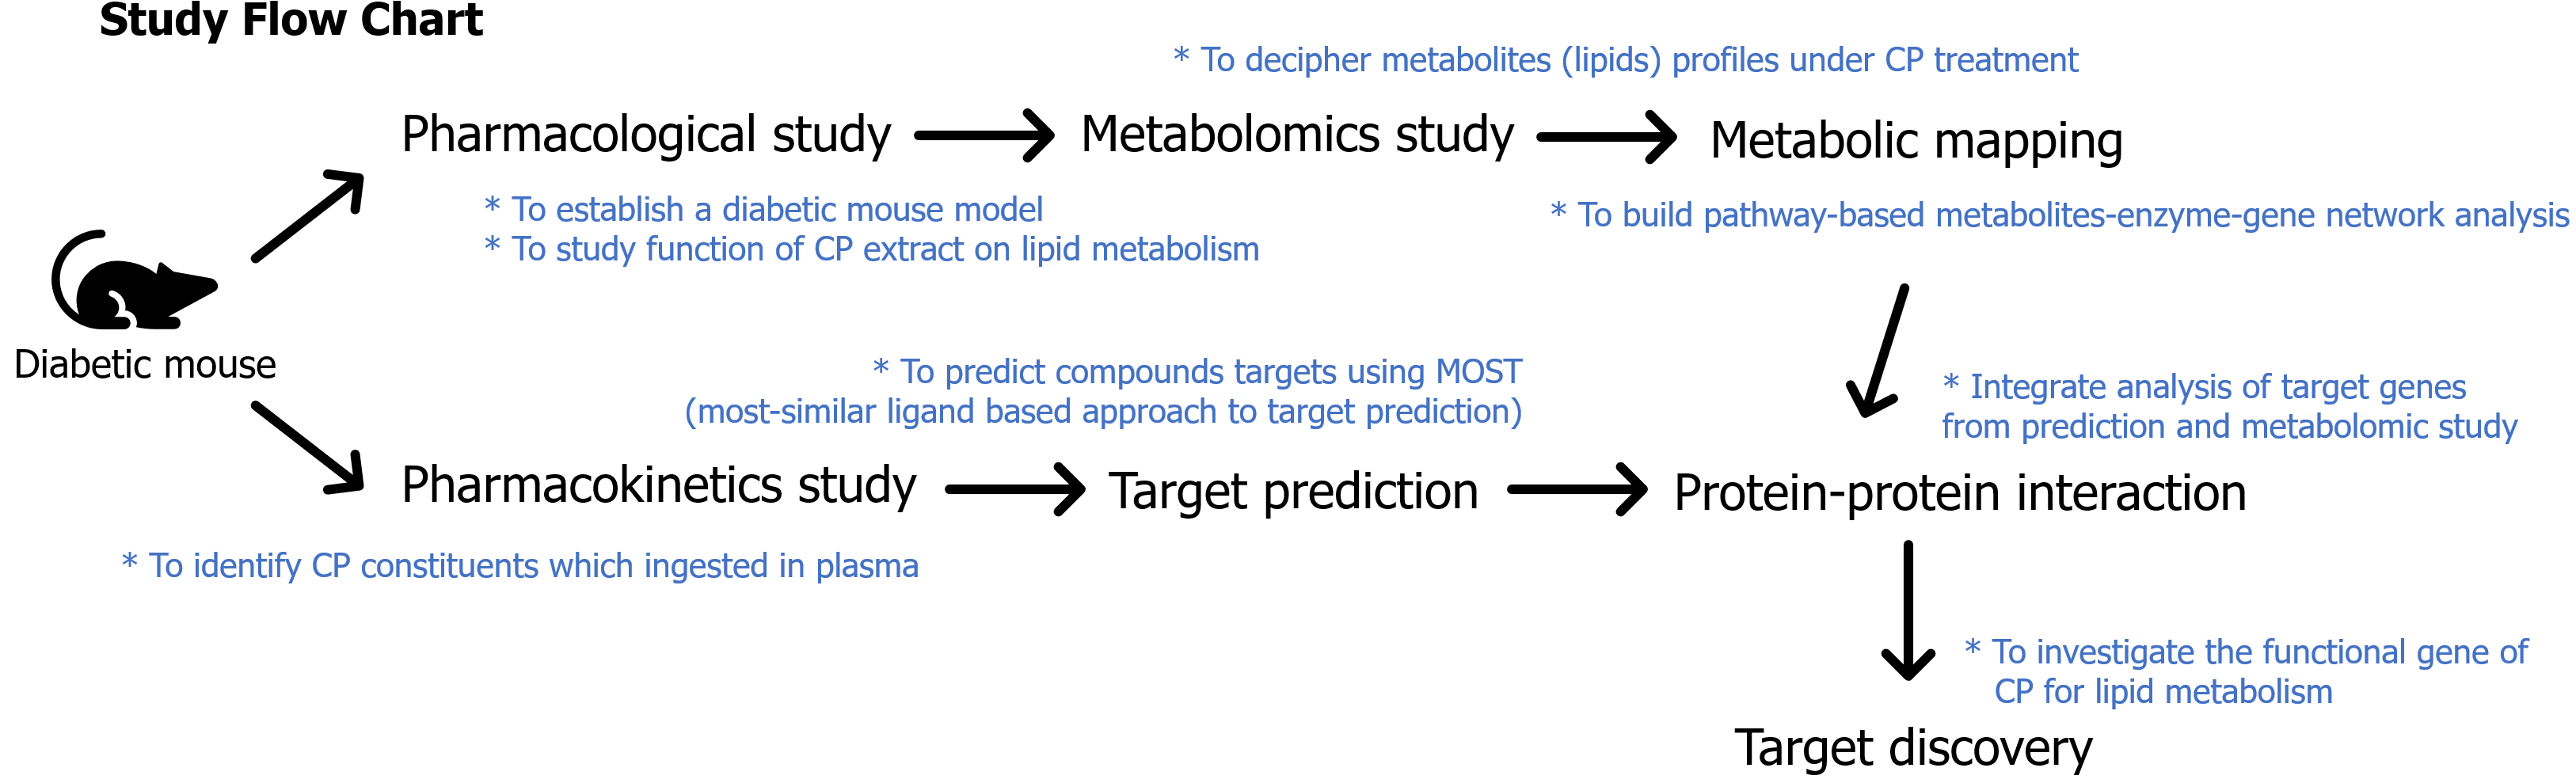 Study Flow Chart
* To decipher metabolites (lipids) profiles under CP treatment
Pharmacological study
Metabolomics study
Metabolic mapping
* To establish a diabetic mouse model
* To study function of CP extract on lipid metabolism
* To build pathway-based metabolites-enzyme-gene network analysis
Diabetic mouse
* To predict compounds targets using MOST
(most-similar ligand based approach to target prediction)
* Integrate analysis of target genes
from prediction and metabolomic study
Pharmacokinetics study
Target prediction
Protein-protein interaction
* To identify CP constituents which ingested in plasma
* To investigate the functional gene of
CP for lipid metabolism
Target discovery